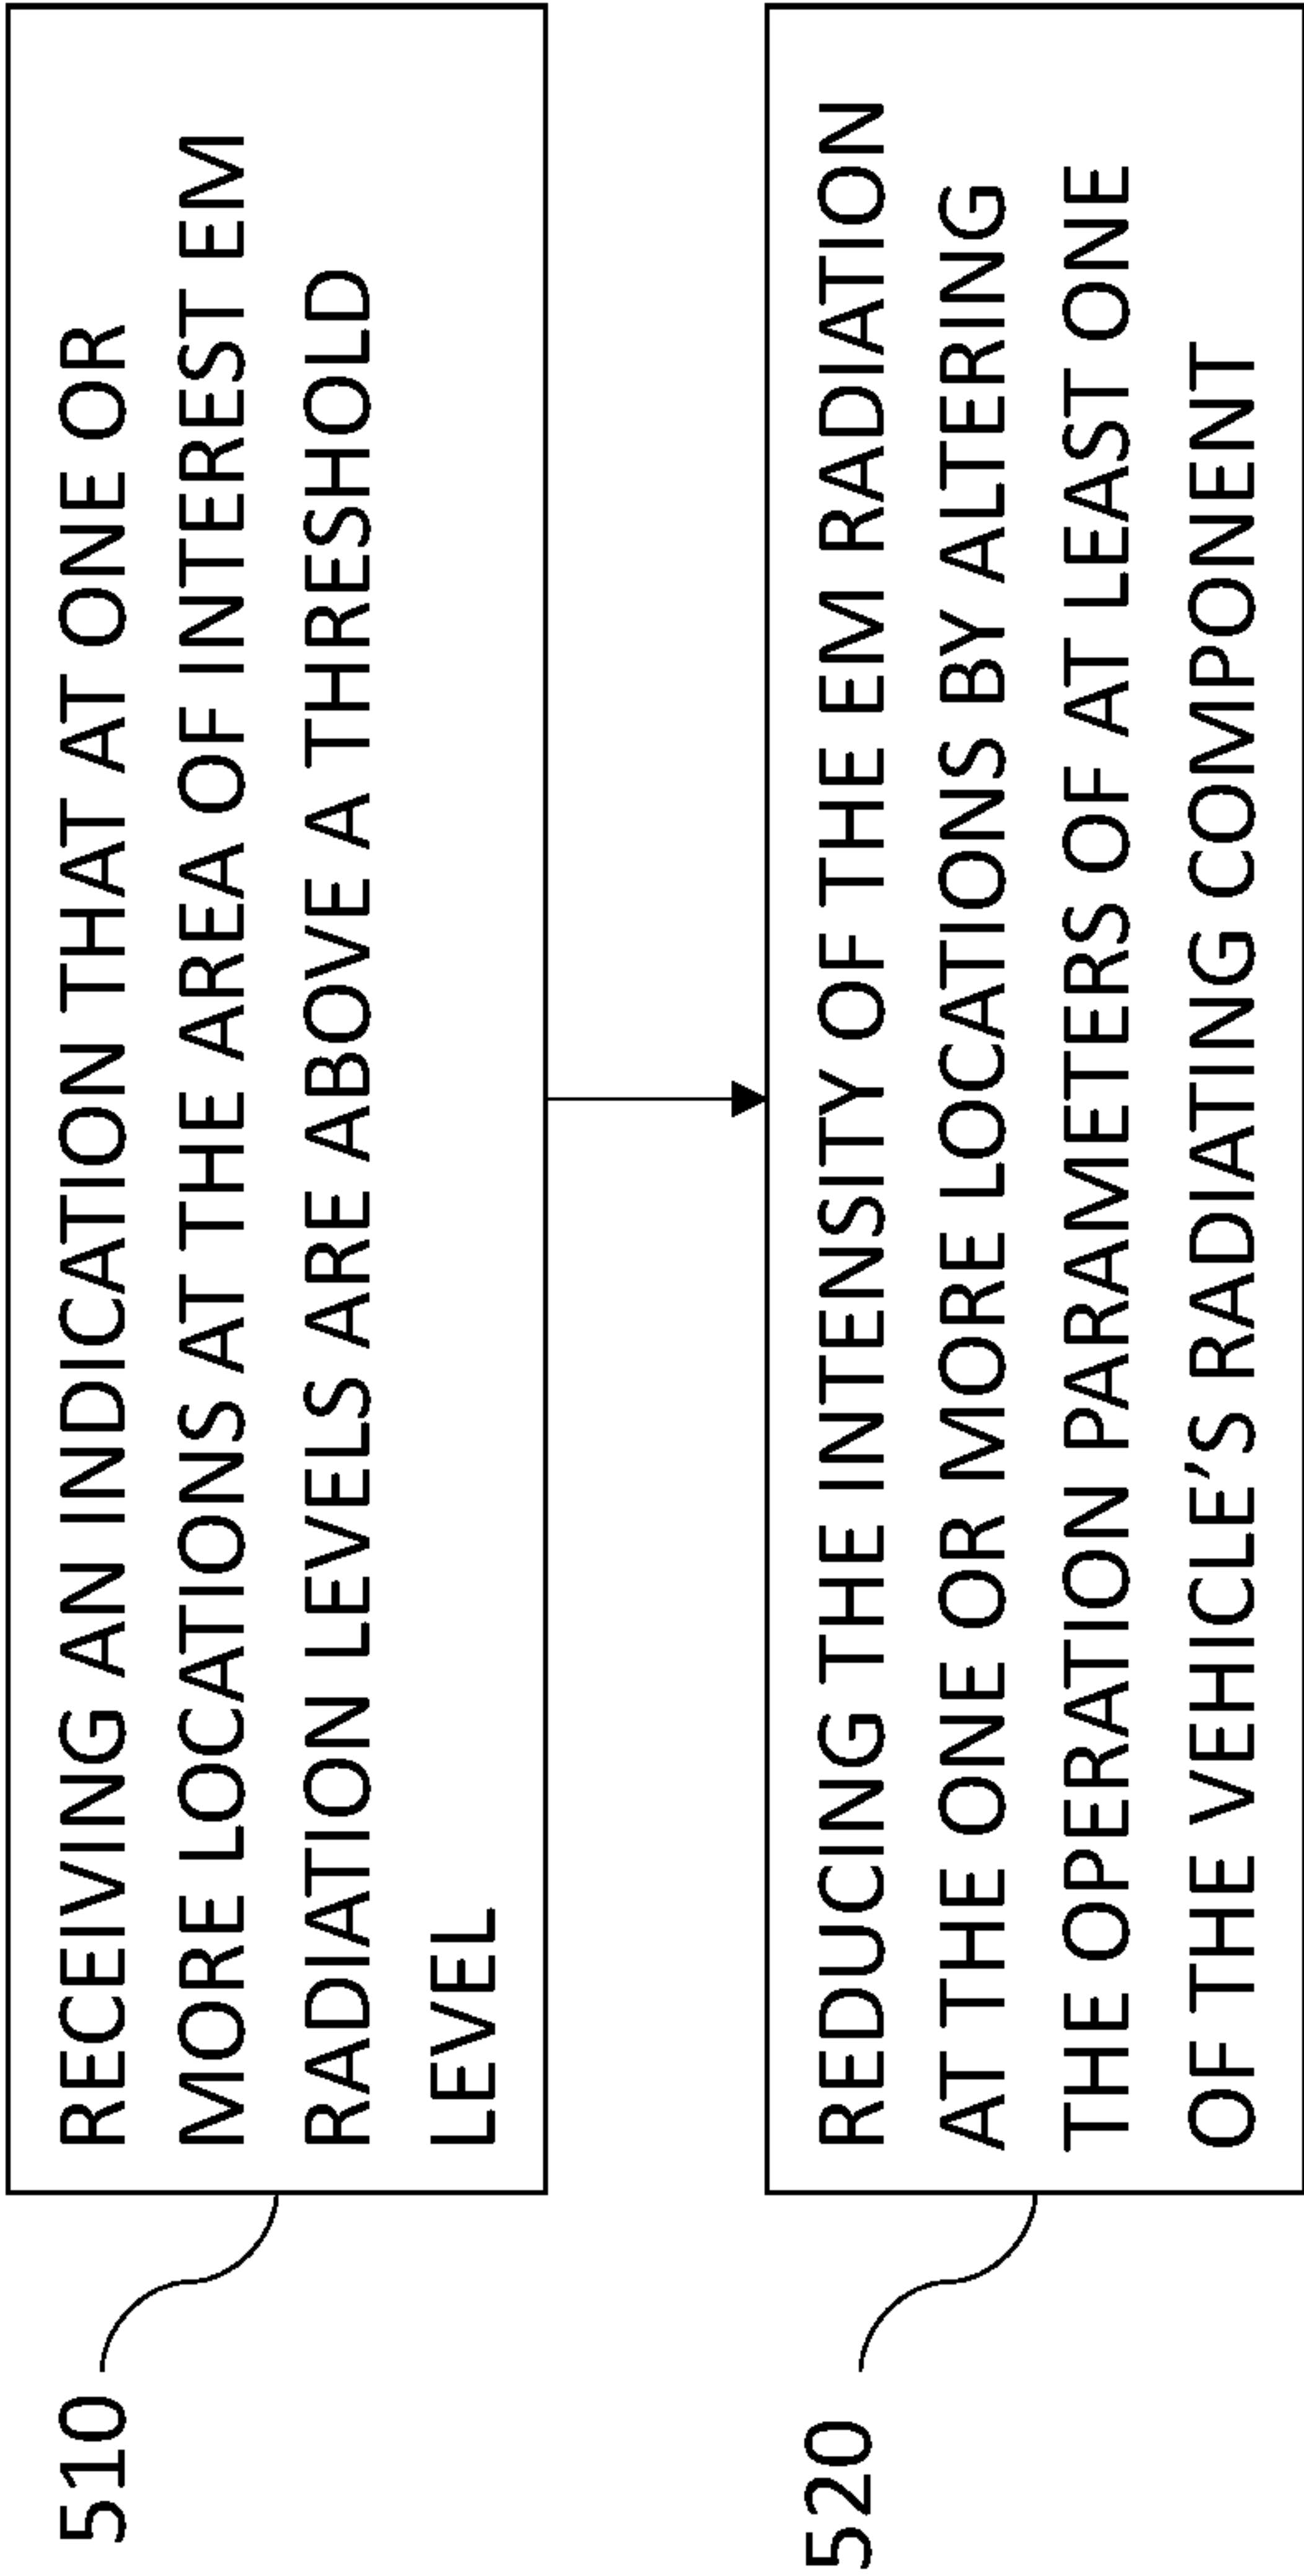 510
RECEIVING AN INDICATION THAT AT ONE OR
MORE LOCATIONS AT THE AREA OF INTEREST EM
RADIATION LEVELS ARE ABOVE A THRESHOLD
LEVEL
520
REDUCING THE INTENSITY OF THE EM RADIATION
AT THE ONE OR MORE LOCATIONS BY ALTERING
THE OPERATION PARAMETERS OF AT LEAST ONE
OF THE VEHICLE’S RADIATING COMPONENT